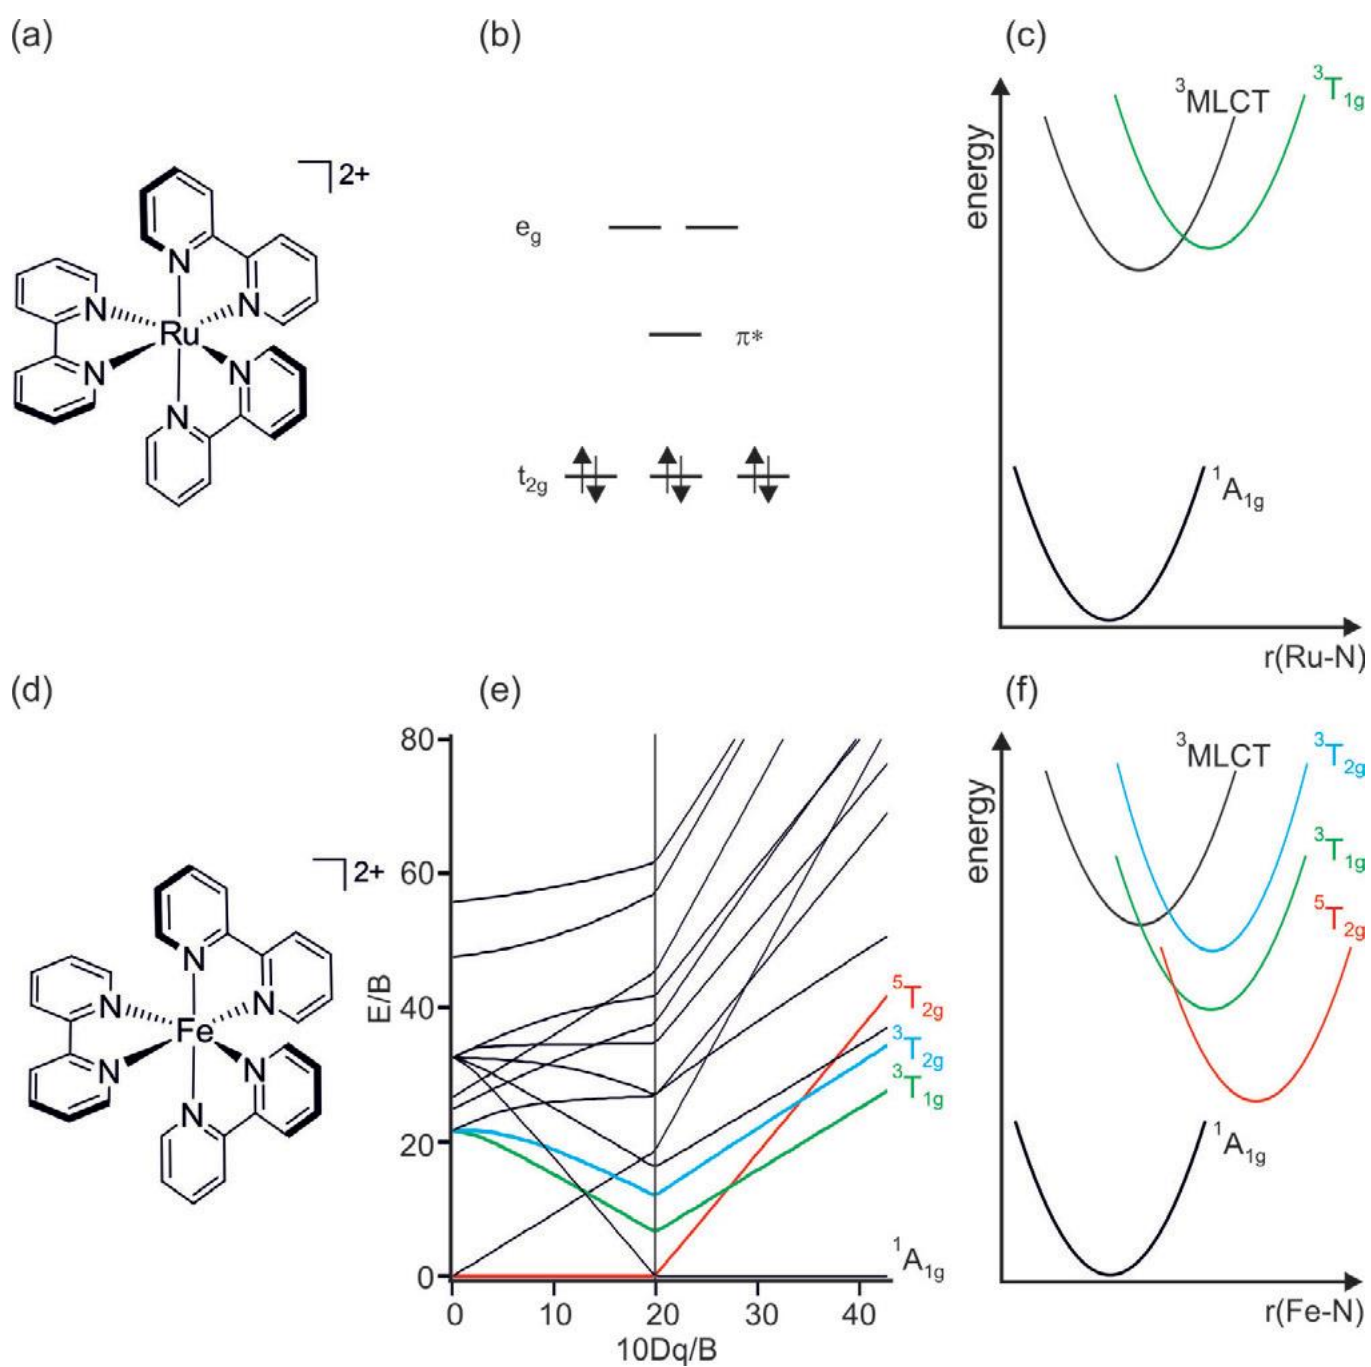 (a)
(b)
(c)
2+
N
N
N
N
N
N
Ru
e_g
π*
t_2g
energy
³MLCT
³T_1g
¹A_1g
r(Ru-N)
(d)
(e)
(f)
2+
N
N
N
N
N
N
Fe
E/B
80
60
40
20
0
0 10 20 30 40
10Dq/B
⁵T_2g
³T_2g
³T_1g
¹A_1g
energy
³MLCT
³T_2g
³T_1g
⁵T_2g
¹A_1g
r(Fe-N)